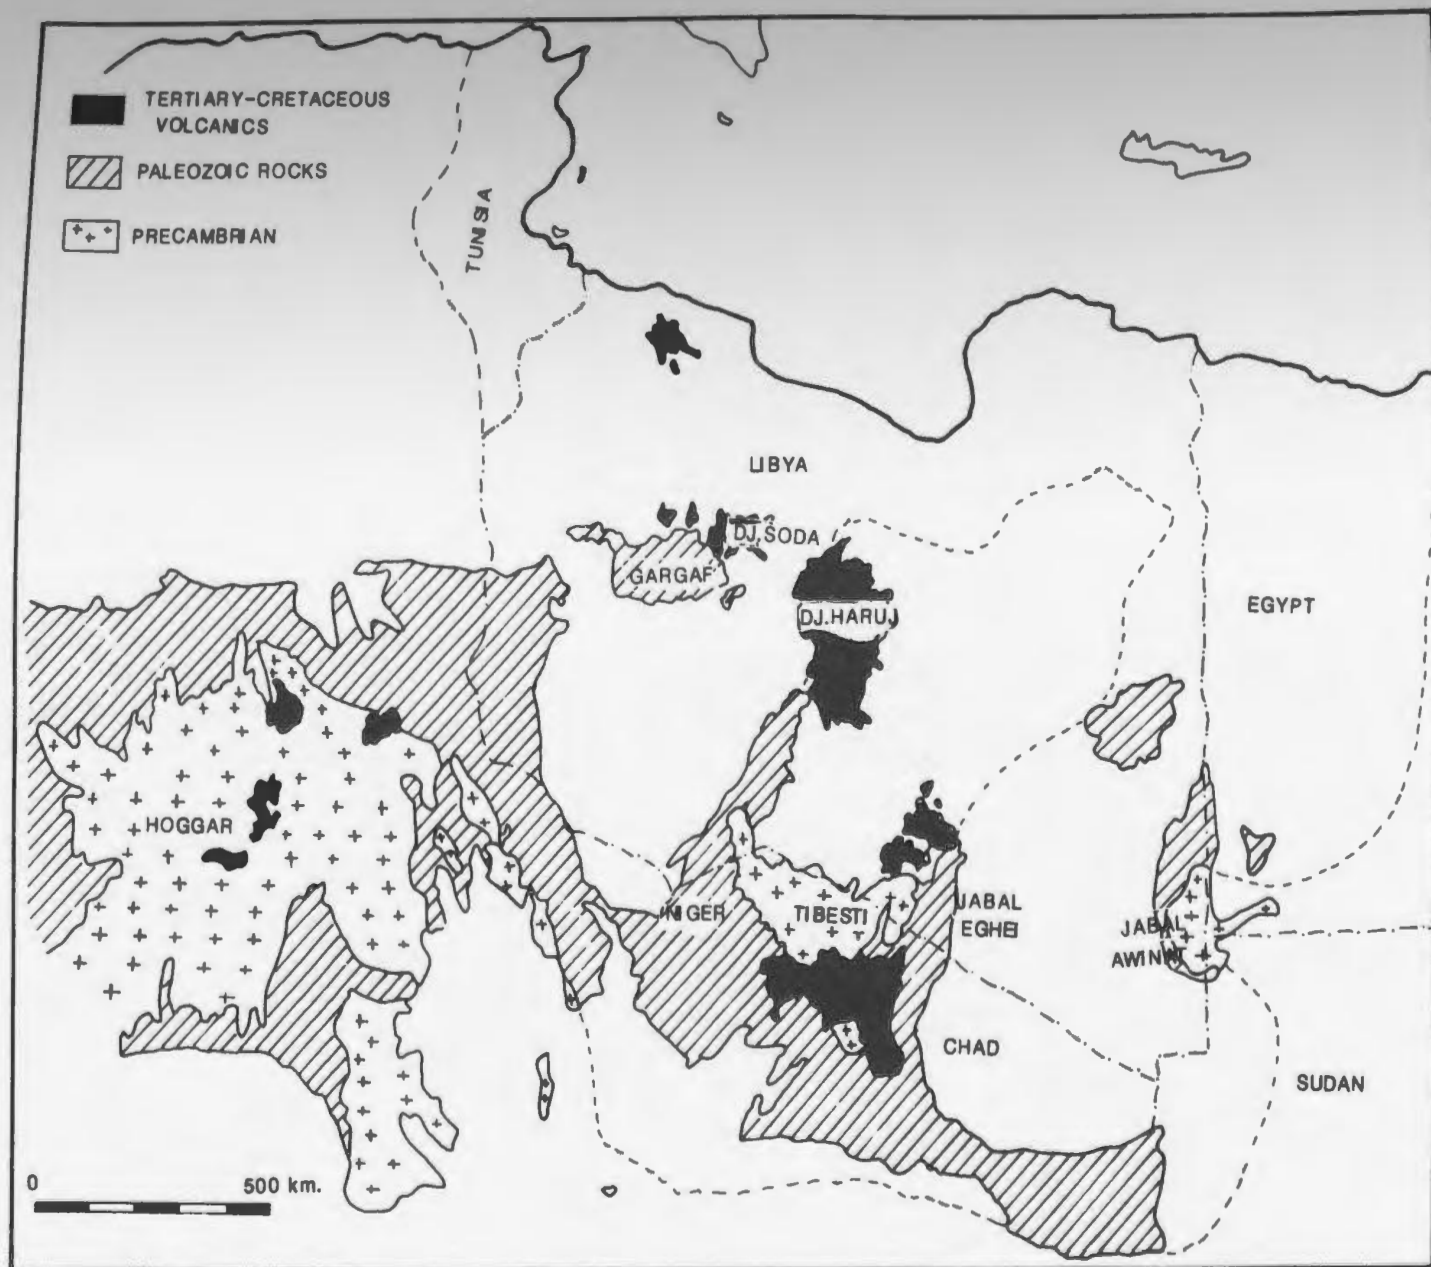 TERTIARY-CRETACEOUS
VOLCANICS
PALEOZOIC ROCKS
PRECAMBRIAN
TUNISIA
LIBYA
DJ. SODA
GARGAF
DJ. HARUJ
EGYPT
HOGGAR
NIGER
TIBESTI
JABAL
EGHEI
JABAL
CHAD
SUDAN
0 500 km.